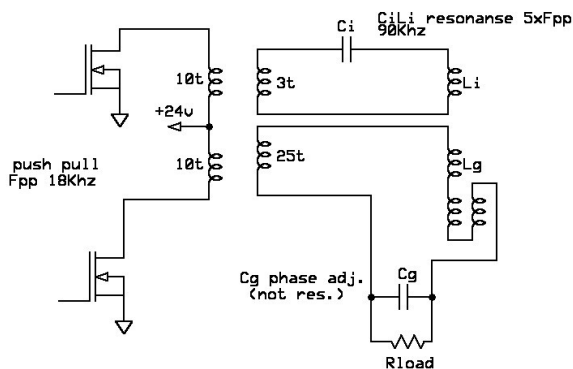 CiLi resonanse 5xFpp
90Khz
Ci
10t
3t
Li
+24v
10t
25t
Lg
push pull
Fpp 18Khz
Cg phase adj.
(not res.)
Cg
Rload